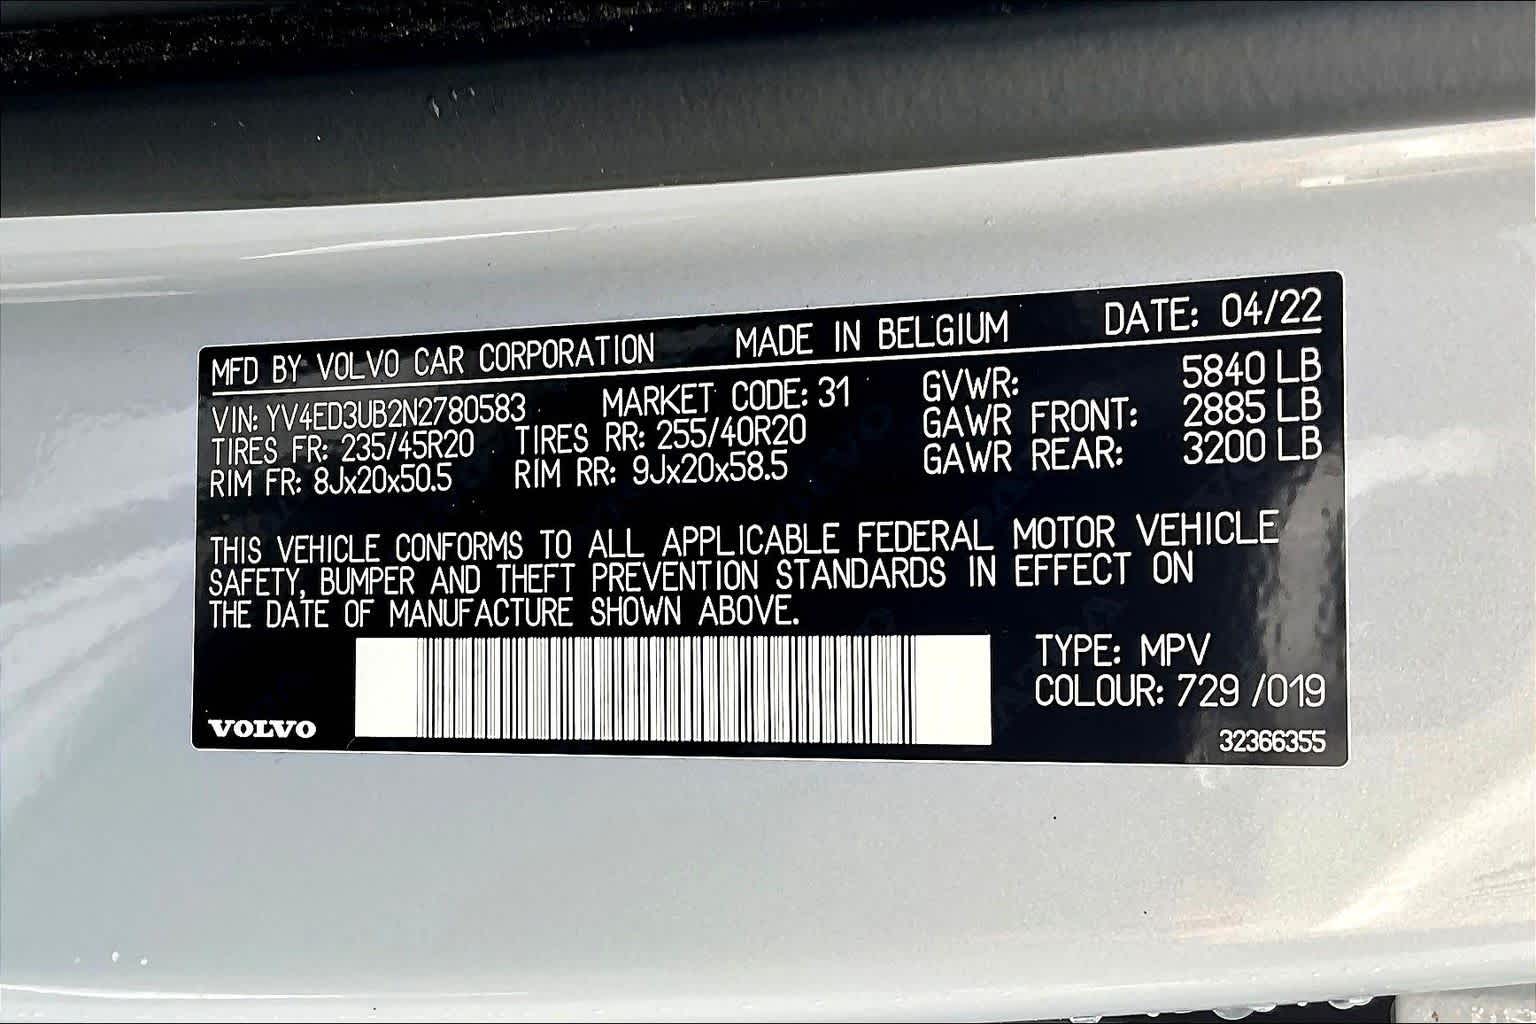 MFD BY VOLVO CAR CORPORATION MADE IN BELGIUM DATE: 04/22
VIN: YV4ED3UB2N2780583 MARKET CODE: 31 GVWR: 5840 LB
TIRES FR: 235/45R20 TIRES RR: 255/40R20 GAWR FRONT: 2885 LB
RIM FR: 8Jx20x50.5 RIM RR: 9Jx20x58.5 GAWR REAR: 3200 LB
THIS VEHICLE CONFORMS TO ALL APPLICABLE FEDERAL MOTOR VEHICLE
SAFETY, BUMPER AND THEFT PREVENTION STANDARDS IN EFFECT ON
THE DATE OF MANUFACTURE SHOWN ABOVE.
TYPE: MPV
COLOUR: 729 /019
VOLVO
32366355